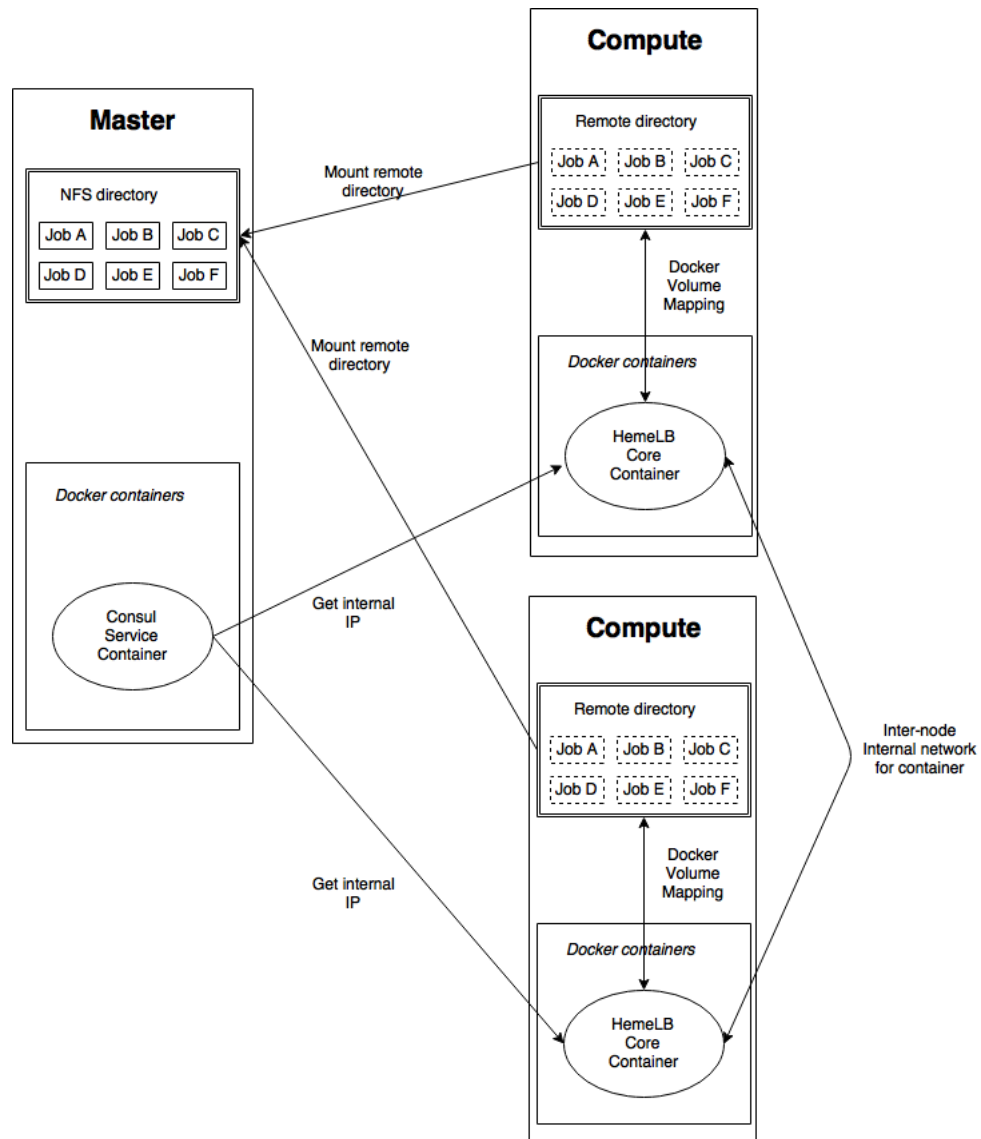 Master
NFS directory
Job A
Job B
Job C
Job D
Job E
Job F
Docker containers
Consul
Service
Container
Mount remote
directory
Mount remote
directory
Get internal
IP
Get internal
IP
Compute
Remote directory
Job A
Job B
Job C
Job D
Job E
Job F
Docker
Volume
Mapping
Docker containers
HemeLB
Core
Container
Compute
Remote directory
Job A
Job B
Job C
Job D
Job E
Job F
Docker
Volume
Mapping
Docker containers
HemeLB
Core
Container
Inter-node
Internal network
for container